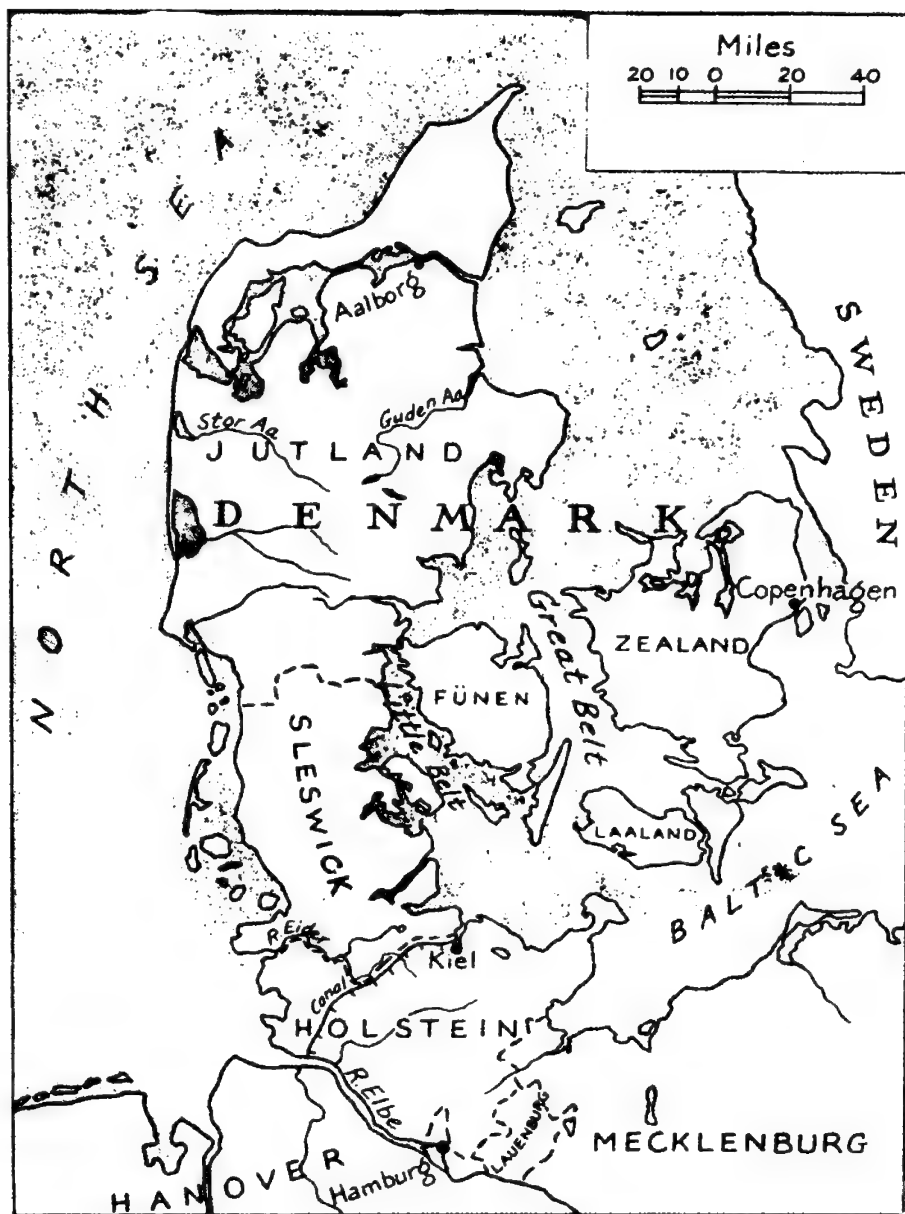 Miles
20 10 0 20 40
NORTH SEA
SWEDEN
Aalborg
Stor Aa
Guden Aa
JUTLAND
DENMARK
Copenhagen
Great Belt
ZEALAND
FÜNEN
Little Belt
SLESWICK
LAALAND
BALTIC SEA
R. Eider
Kiel
Canal
HOLSTEIN
R. Elbe
LAUENBURG
MECKLENBURG
Hamburg
HANOVER